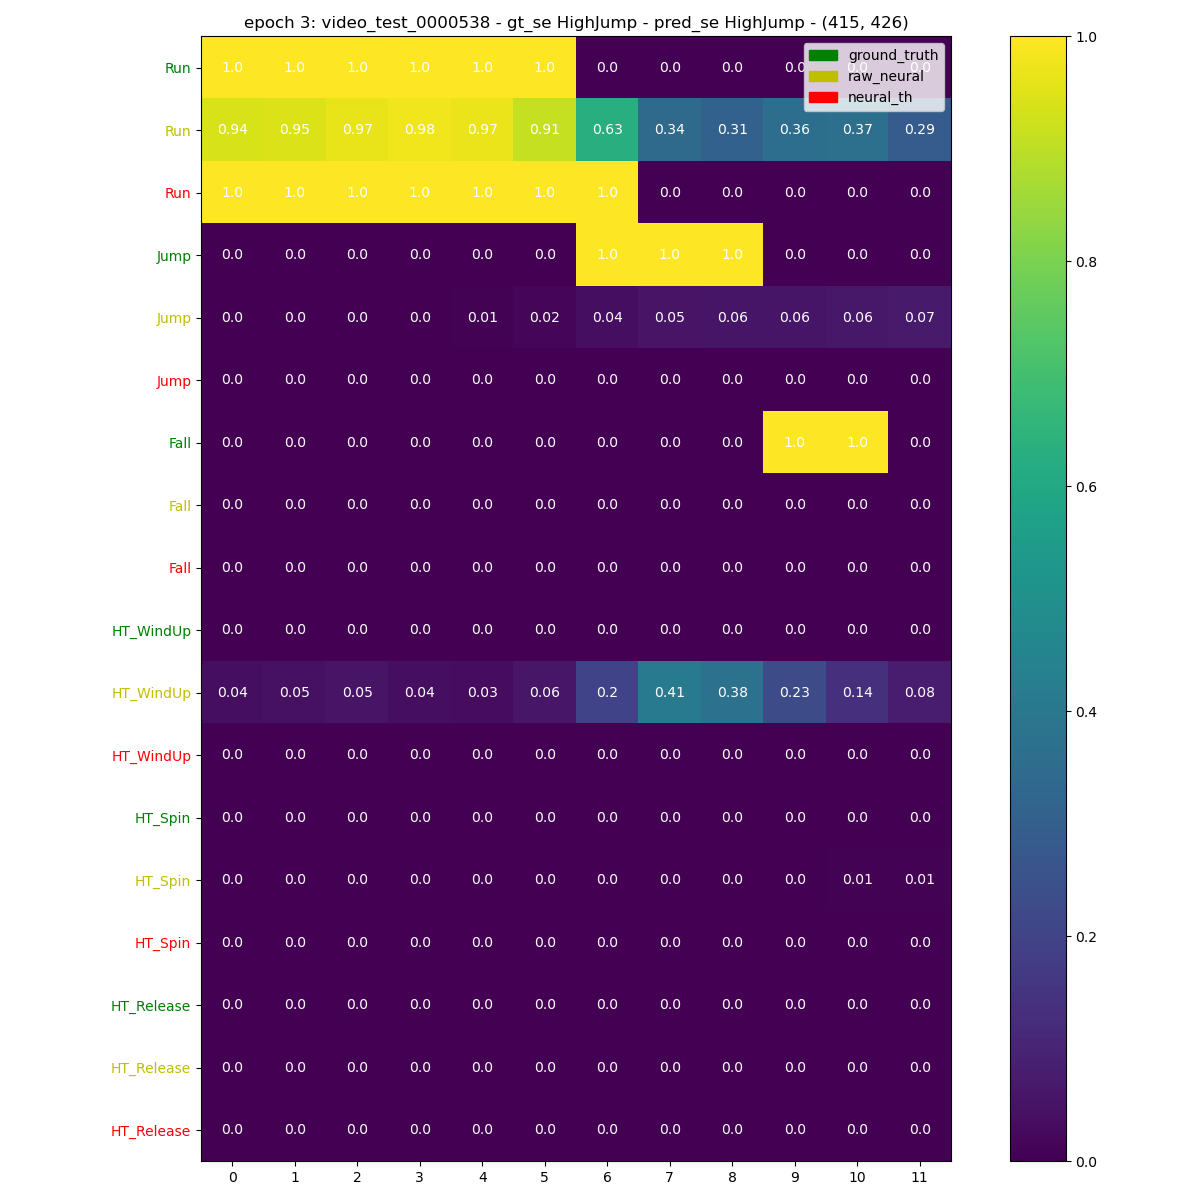 epoch 3: video_test_0000538 - gt_se HighJump - pred_se HighJump - (415, 426)
ground_truth
raw_neural
neural_th
Run 1.0 1.0 1.0 1.0 1.0 1.0 0.0 0.0 0.0 0.0 0.0 0.0
Run 0.94 0.95 0.97 0.98 0.97 0.91 0.63 0.34 0.31 0.36 0.37 0.29
Run 1.0 1.0 1.0 1.0 1.0 1.0 1.0 0.0 0.0 0.0 0.0 0.0
Jump 0.0 0.0 0.0 0.0 0.0 0.0 1.0 1.0 1.0 0.0 0.0 0.0
Jump 0.0 0.0 0.0 0.0 0.01 0.02 0.04 0.05 0.06 0.06 0.06 0.07
Jump 0.0 0.0 0.0 0.0 0.0 0.0 0.0 0.0 0.0 0.0 0.0 0.0
Fall 0.0 0.0 0.0 0.0 0.0 0.0 0.0 0.0 0.0 1.0 1.0 0.0
Fall 0.0 0.0 0.0 0.0 0.0 0.0 0.0 0.0 0.0 0.0 0.0 0.0
Fall 0.0 0.0 0.0 0.0 0.0 0.0 0.0 0.0 0.0 0.0 0.0 0.0
HT_WindUp 0.0 0.0 0.0 0.0 0.0 0.0 0.0 0.0 0.0 0.0 0.0 0.0
HT_WindUp 0.04 0.05 0.05 0.04 0.03 0.06 0.2 0.41 0.38 0.23 0.14 0.08
HT_WindUp 0.0 0.0 0.0 0.0 0.0 0.0 0.0 0.0 0.0 0.0 0.0 0.0
HT_Spin 0.0 0.0 0.0 0.0 0.0 0.0 0.0 0.0 0.0 0.0 0.0 0.0
HT_Spin 0.0 0.0 0.0 0.0 0.0 0.0 0.0 0.0 0.0 0.0 0.01 0.01
HT_Spin 0.0 0.0 0.0 0.0 0.0 0.0 0.0 0.0 0.0 0.0 0.0 0.0
HT_Release 0.0 0.0 0.0 0.0 0.0 0.0 0.0 0.0 0.0 0.0 0.0 0.0
HT_Release 0.0 0.0 0.0 0.0 0.0 0.0 0.0 0.0 0.0 0.0 0.0 0.0
HT_Release 0.0 0.0 0.0 0.0 0.0 0.0 0.0 0.0 0.0 0.0 0.0 0.0
0 1 2 3 4 5 6 7 8 9 10 11
1.0
0.8
0.6
0.4
0.2
0.0